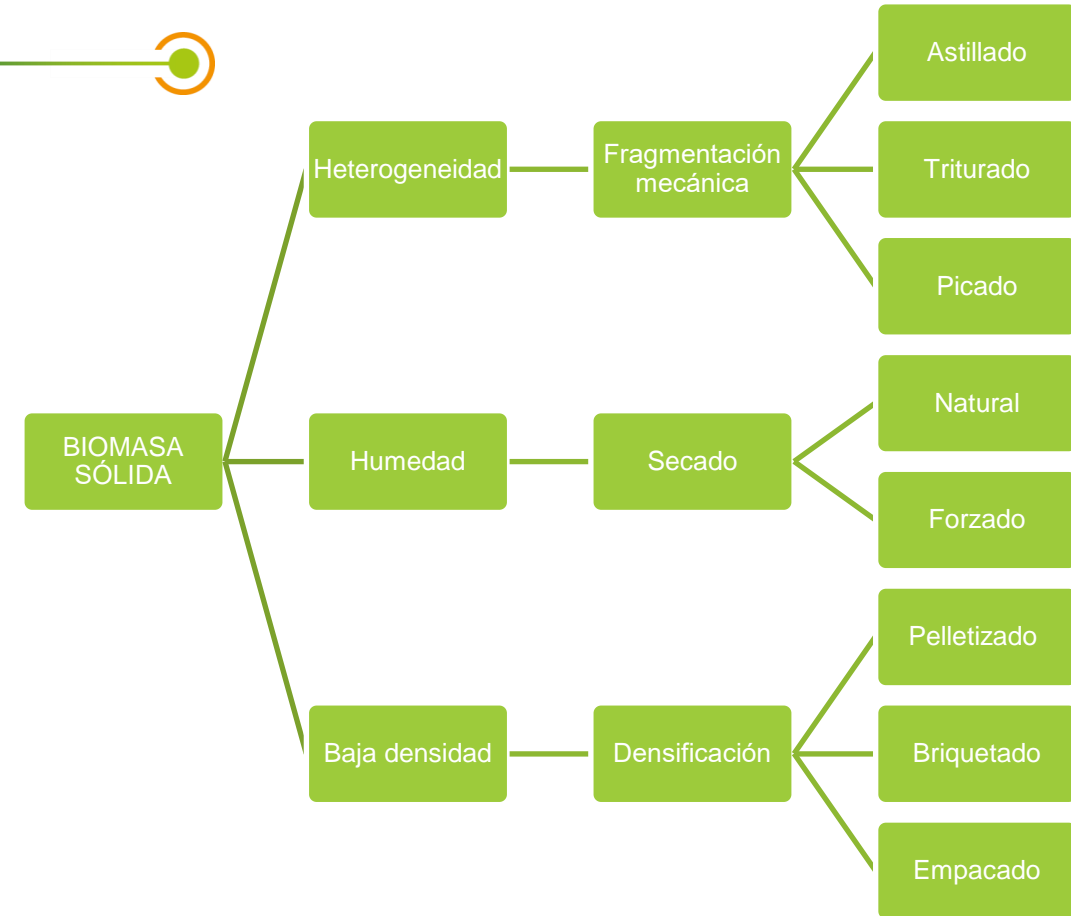 Astillado
Heterogeneidad
Fragmentación
mecánica
Triturado
Picado
Natural
BIOMASA
SÓLIDA
Humedad
Secado
Forzado
Pelletizado
Baja densidad
Densificación
Briquetado
Empacado